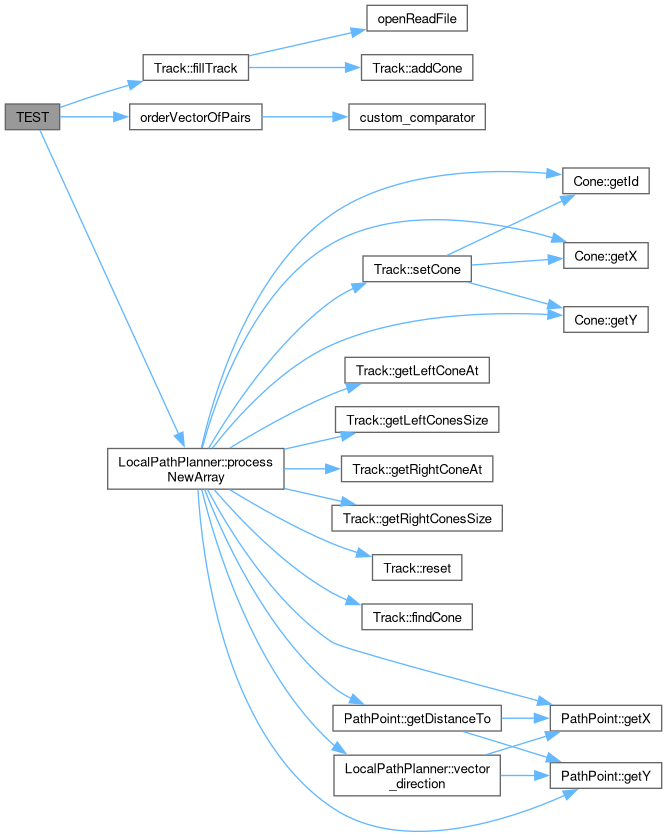 openReadFile
Track::fillTrack
Track::addCone
TEST
orderVectorOfPairs
custom_comparator
Cone::getId
Cone::getX
Track::setCone
Cone::getY
Track::getLeftConeAt
Track::getLeftConesSize
LocalPathPlanner::process
NewArray
Track::getRightConeAt
Track::getRightConesSize
Track::reset
Track::findCone
PathPoint::getDistanceTo
PathPoint::getX
LocalPathPlanner::vector
_direction
PathPoint::getY